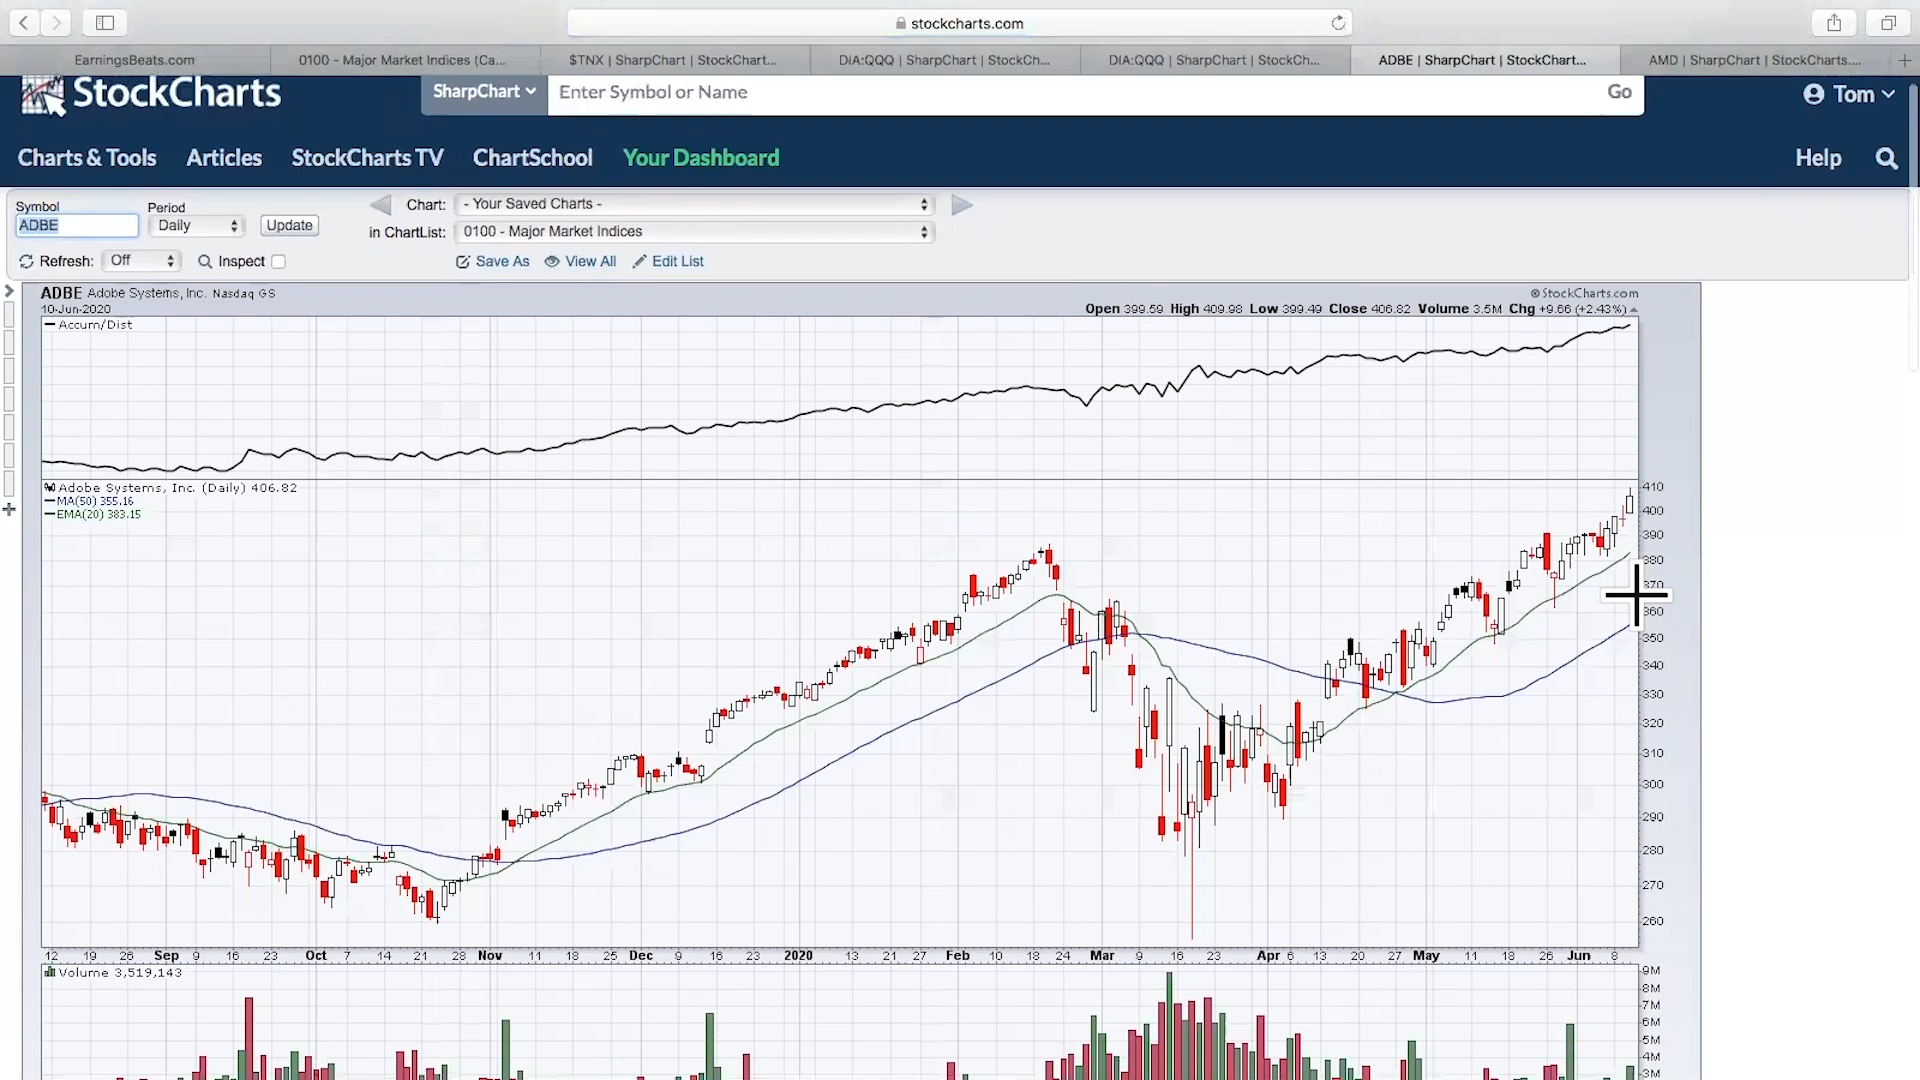 stockcharts.com
EarningsBeats.com
0100 - Major Market Indices (Ca...
$TNX | SharpChart | StockChart...
DIA:QQQ | SharpChart | StockCh...
DIA:QQQ | SharpChart | StockCh...
ADBE | SharpChart | StockChart...
AMD | SharpChart | StockCharts....
StockCharts
SharpChart
Enter Symbol or Name
Go
Tom
Charts & Tools
Articles
StockCharts TV
ChartSchool
Your Dashboard
Help
Symbol
Period
ADBE
Daily
Update
Chart:
- Your Saved Charts -
in ChartList:
0100 - Major Market Indices
Refresh:
Off
Inspect
Save As
View All
Edit List
ADBE Adobe Systems, Inc. Nasdaq GS
© StockCharts.com
10-Jun-2020
Open 399.59 High 409.98 Low 399.49 Close 406.82 Volume 3.5M Chg +9.66 (+2.43%)
Accum/Dist
Adobe Systems, Inc. (Daily) 406.82
MA(50) 355.16
EMA(20) 383.15
410
400
390
380
370
360
350
340
330
320
310
300
290
280
270
260
12 19 26 Sep 9 16 23 Oct 7 14 21 28 Nov 11 18 25 Dec 9 16 23 2020 13 21 27 Feb 10 18 24 Mar 9 16 23 Apr 6 13 20 27 May 11 18 26 Jun 8
Volume 3,519,143
9M
8M
7M
6M
5M
4M
3M